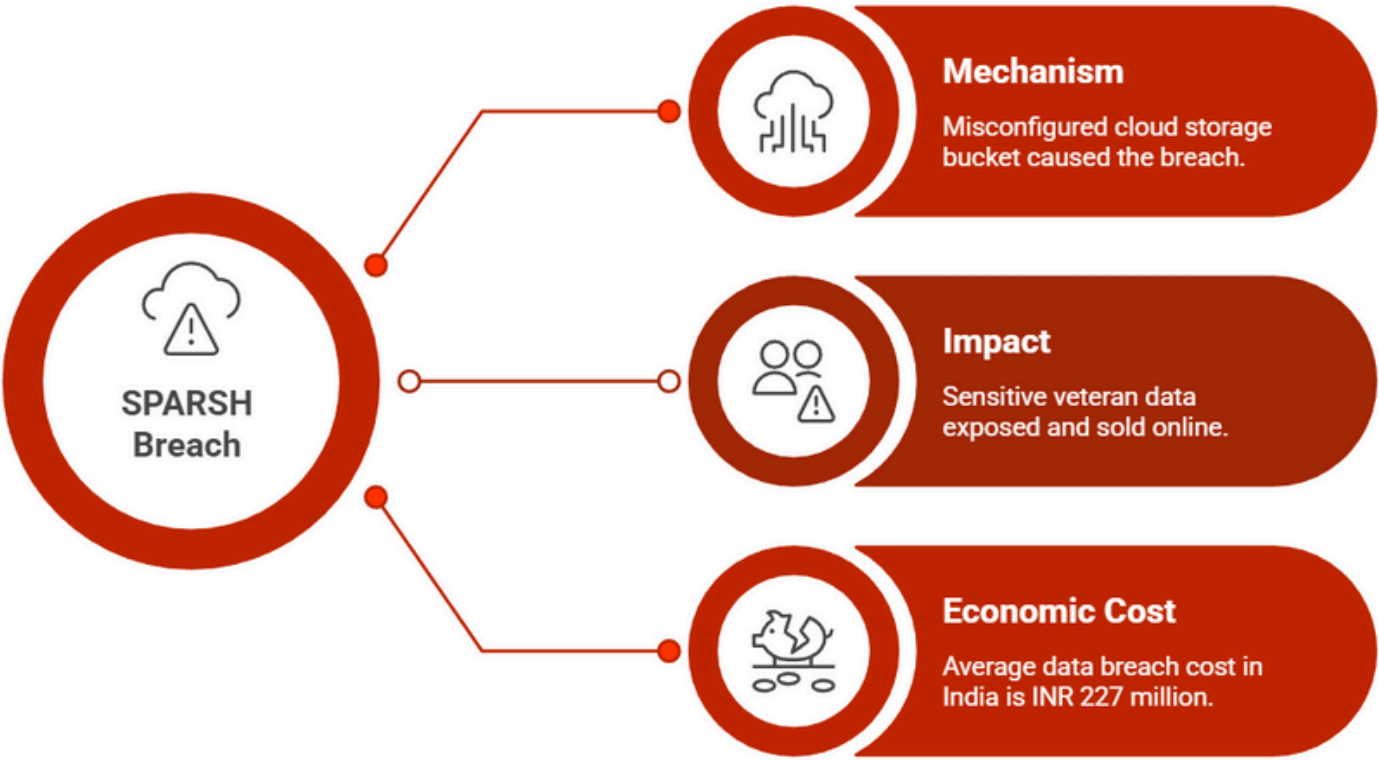 SPARSH
Breach
Mechanism
Misconfigured cloud storage
bucket caused the breach.
Impact
Sensitive veteran data
exposed and sold online.
Economic Cost
Average data breach cost in
India is INR 227 million.